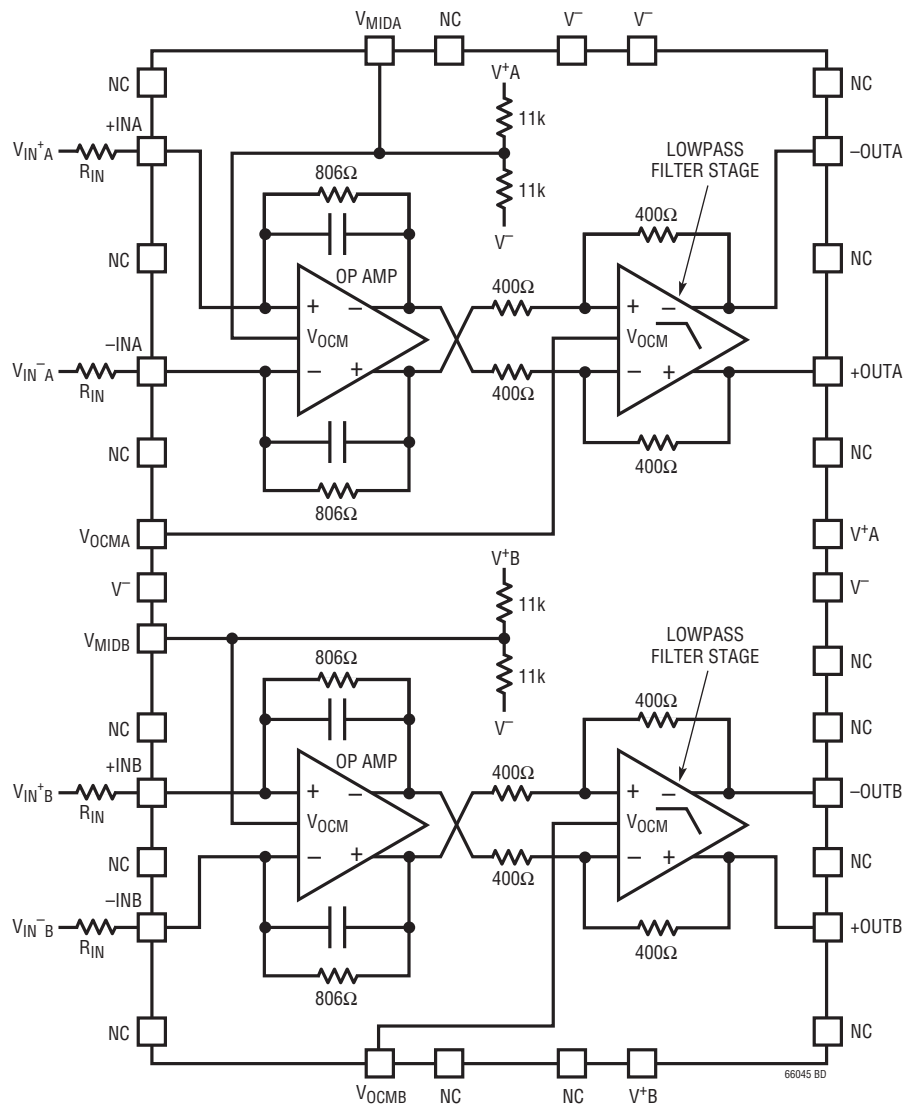 VMIDA NC V– V–
NC
V+A
NC
+INA
11k
LOWPASS
FILTER STAGE
–OUTA
VIN+A
RIN
806Ω
11k
V–
400Ω
NC
NC
OP AMP
400Ω
+ –
+ –
–INA
VOCM
VOCM
VIN–A
RIN
– +
400Ω
– +
+OUTA
NC
806Ω
400Ω
NC
VOCMA
V+A
V–
V+B
V–
11k
VMIDB
LOWPASS
FILTER STAGE
806Ω
11k
NC
NC
V–
400Ω
NC
+INB
OP AMP
400Ω
VIN+B
RIN
+ –
+ –
–OUTB
VOCM
VOCM
NC
– +
400Ω
– +
NC
–INB
VIN–B
RIN
806Ω
400Ω
+OUTB
NC
NC
66045 BD
VOCMB NC NC V+B